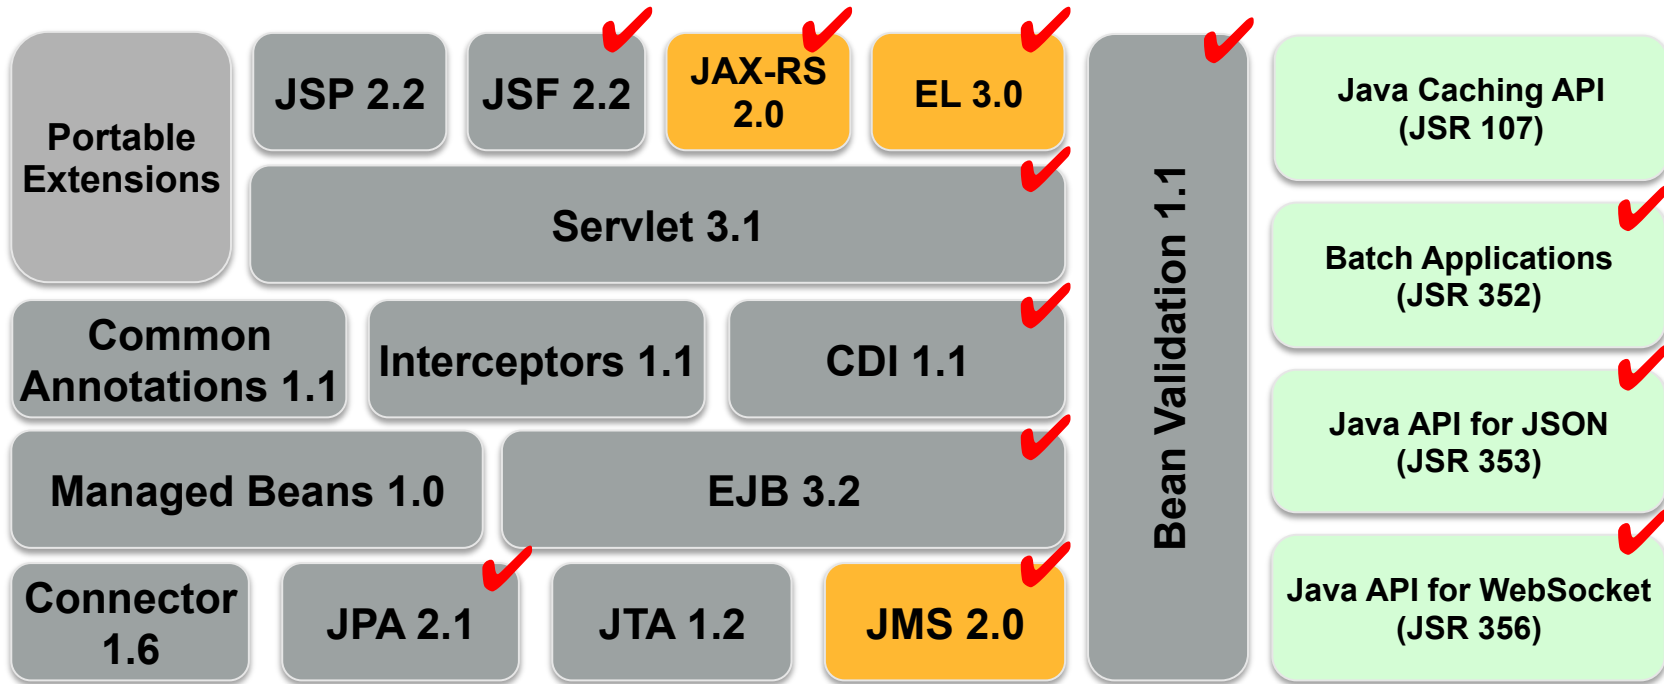 Portable
Extensions
JSP 2.2
JSF 2.2
JAX-RS
2.0
EL 3.0
Servlet 3.1
Common
Annotations 1.1
Interceptors 1.1
CDI 1.1
Managed Beans 1.0
EJB 3.2
Connector
1.6
JPA 2.1
JTA 1.2
JMS 2.0
Bean Validation 1.1
Java Caching API
(JSR 107)
Batch Applications
(JSR 352)
Java API for JSON
(JSR 353)
Java API for WebSocket
(JSR 356)